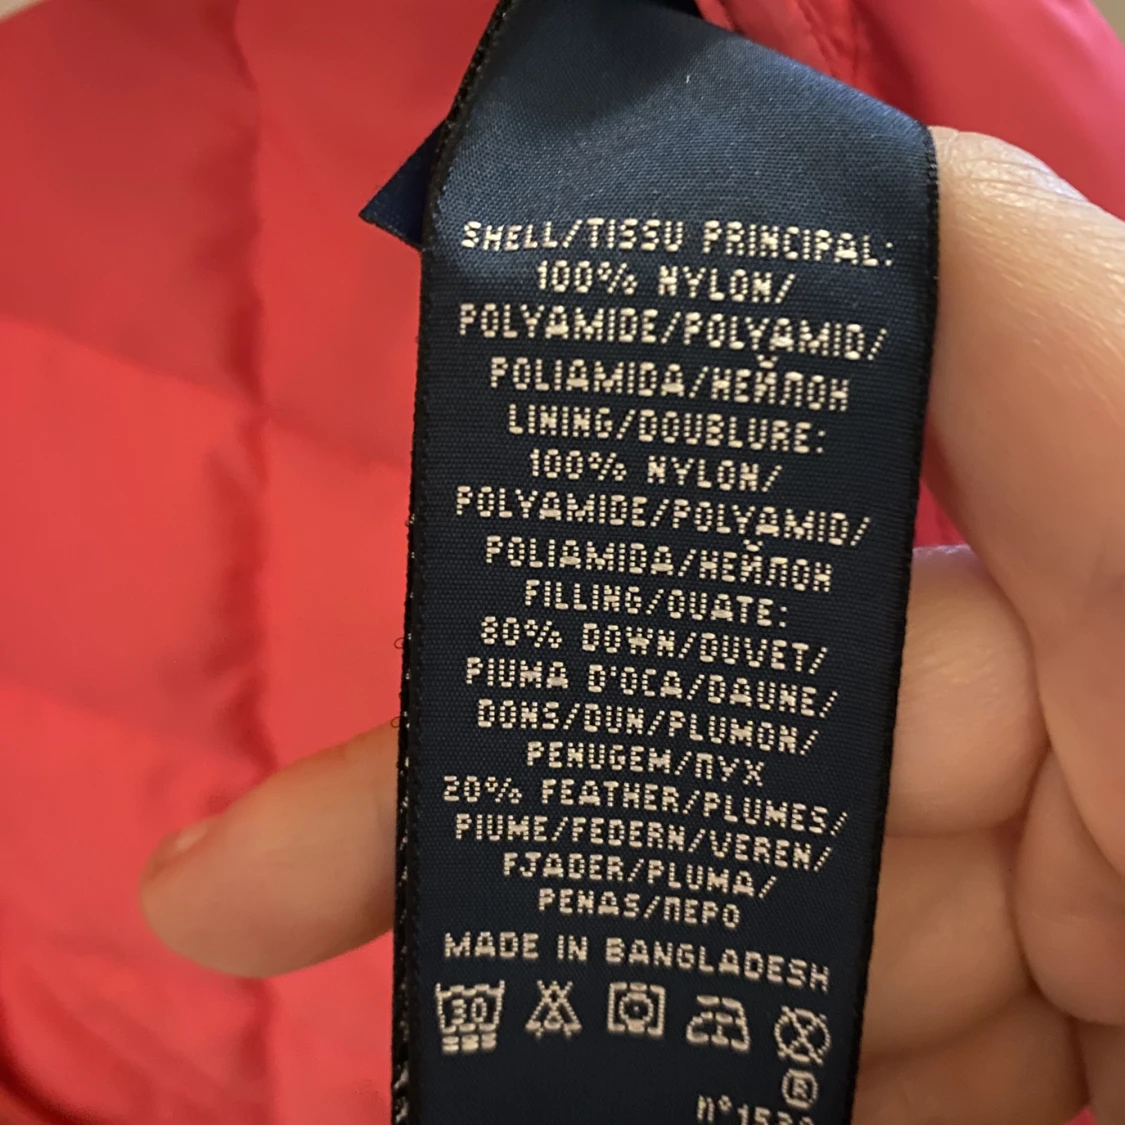 SHELL/TISSU PRINCIPAL:
100% NYLON/
POLYAMIDE/POLYAMID/
POLIAMIDA/НЕЙЛОН
LINING/DOUBLURE:
100% NYLON/
POLYAMIDE/POLYAMID/
POLIAMIDA/НЕЙЛОН
FILLING/OUATE:
80% DOWN/DUVET/
PIUMA D'OCA/DAUNE/
DONS/DUN/PLUMON/
PENUGEM/ПУХ
20% FEATHER/PLUMES/
PIUME/FEDERN/VEREN/
FJADER/PLUMA/
PENAS/ПЕРО
MADE IN BANGLADESH
30
®